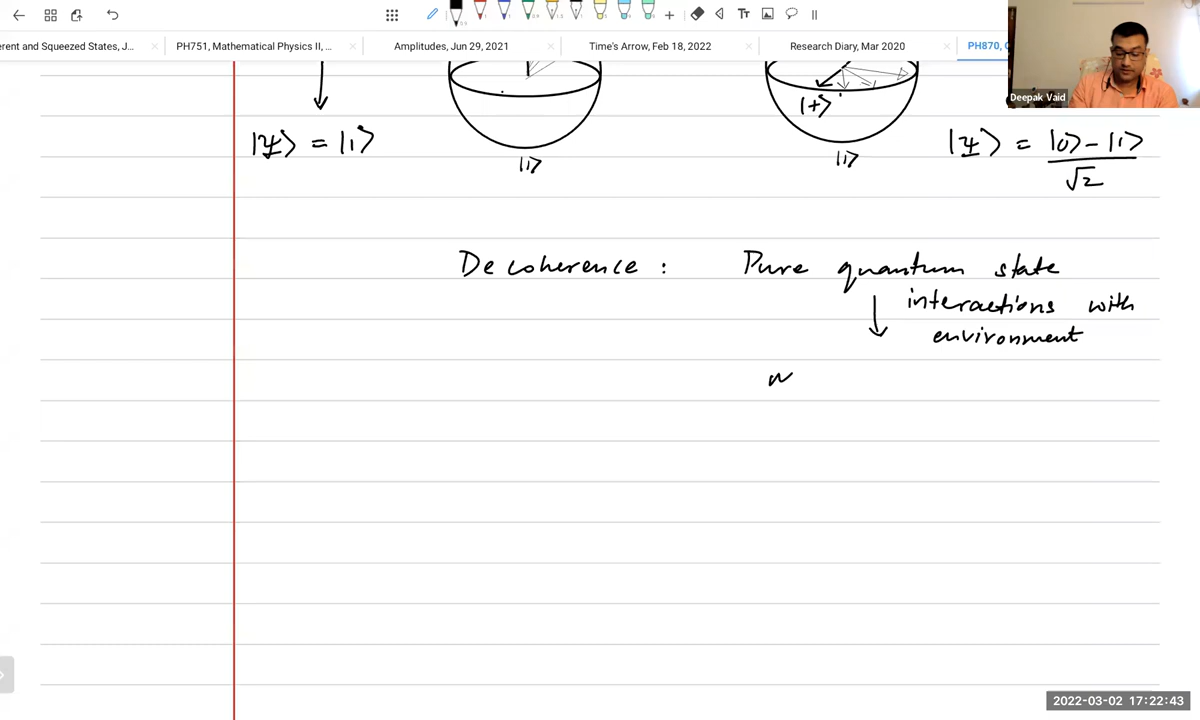 erent and Squeezed States, J...
PH751, Mathematical Physics II, ...
Amplitudes, Jun 29, 2021
Time's Arrow, Feb 18, 2022
Research Diary, Mar 2020
PH870,
Deepak Vaid
|Ψ⟩ = |1⟩
|1⟩
|+⟩
|1⟩
|Ψ⟩ = |0⟩ - |1⟩
√2
Decoherence : Pure quantum state
↓ interactions with
environment
2022-03-02 17:22:43